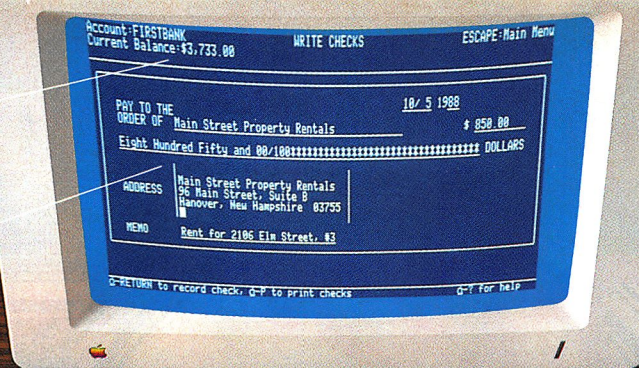 Account:FIRSTBANK
Current Balance:$3,733.00
WRITE CHECKS
ESCAPE:Main Menu
10/ 5 1988
PAY TO THE
ORDER OF Main Street Property Rentals $ 850.00
Eight Hundred Fifty and 00/100‡‡‡‡‡‡‡‡‡‡‡‡‡‡‡‡‡‡‡‡‡‡‡‡‡‡‡‡‡‡‡‡‡ DOLLARS
ADDRESS
Main Street Property Rentals
96 Main Street, Suite B
Hanover, New Hampshire 03755
MEMO Rent for 2106 Elm Street, #3
-RETURN to record check, -P to print checks -? for help